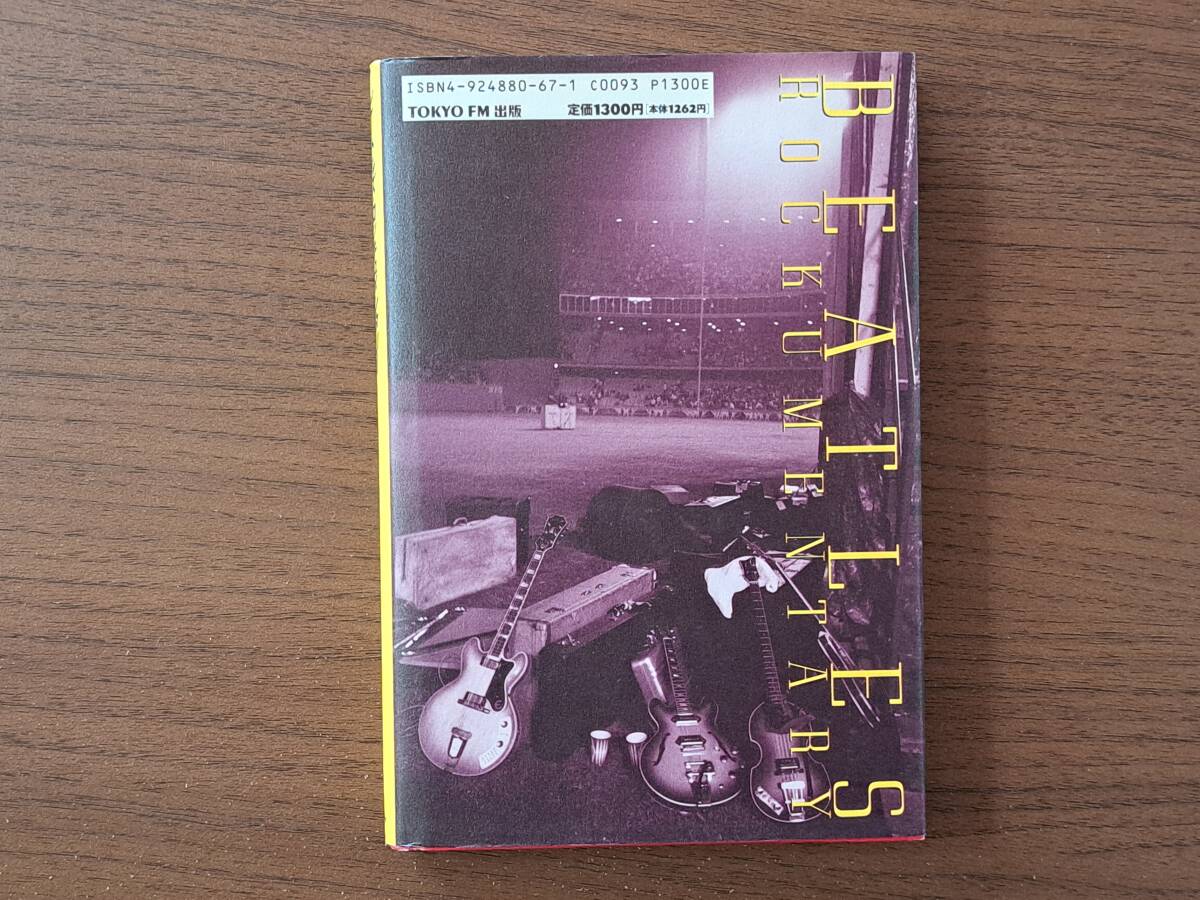 ISBN4-924880-67-1 C0093 P1300E
TOKYO FM 出版 定価1300円[本体1262円]
BEATLES
ROCKUMENTARY